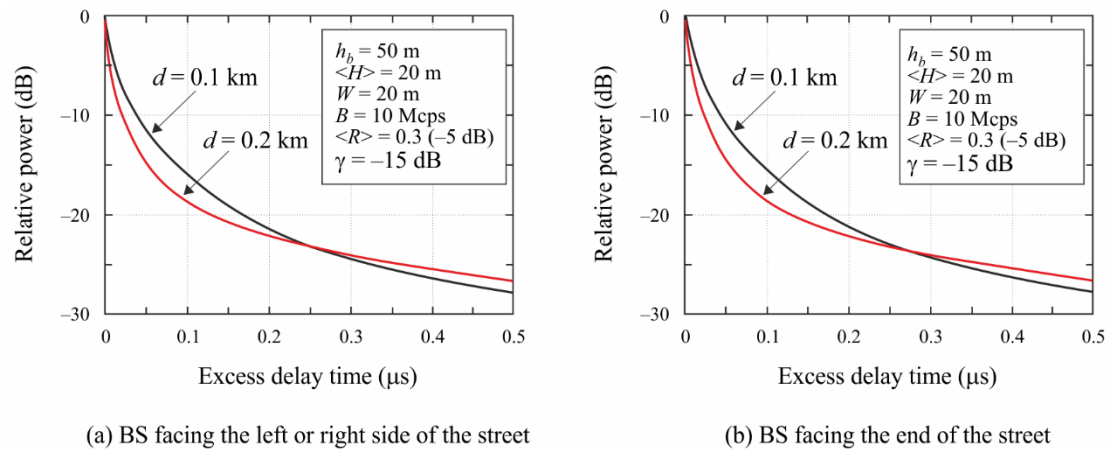 0
−10
−20
−30
Relative power (dB)
d = 0.1 km
d = 0.2 km
h_b = 50 m
<H> = 20 m
W = 20 m
B = 10 Mcps
<R> = 0.3 (−5 dB)
γ = −15 dB
0 0.1 0.2 0.3 0.4 0.5
Excess delay time (μs)
(a) BS facing the left or right side of the street
0
−10
−20
−30
Relative power (dB)
d = 0.1 km
d = 0.2 km
h_b = 50 m
<H> = 20 m
W = 20 m
B = 10 Mcps
<R> = 0.3 (−5 dB)
γ = −15 dB
0 0.1 0.2 0.3 0.4 0.5
Excess delay time (μs)
(b) BS facing the end of the street